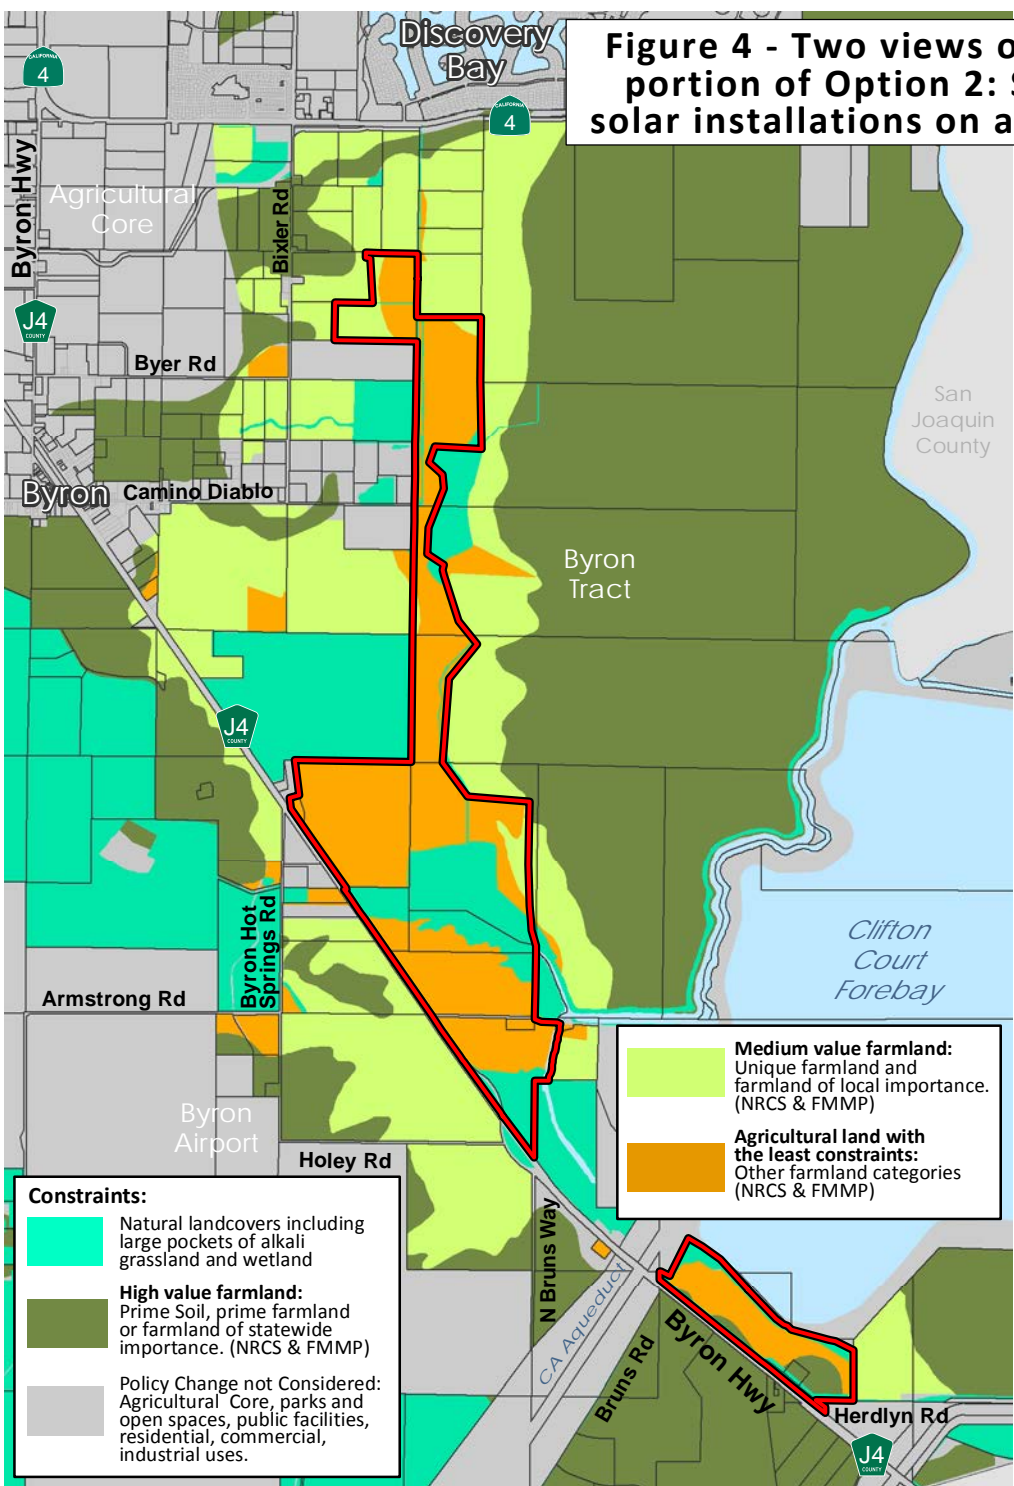 Discovery
Bay
Figure 4 - Two views o
portion of Option 2: S
solar installations on a
CALIFORNIA
4
CALIFORNIA
4
Byron Hwy
Agricultural
Core
Bixler Rd
J4
COUNTY
Byer Rd
San
Joaquin
County
Byron
Camino Diablo
Byron
Tract
J4
COUNTY
Byron Hot
Springs Rd
Clifton
Court
Forebay
Armstrong Rd
Medium value farmland:
Unique farmland and
farmland of local importance.
(NRCS & FMMP)
Agricultural land with
the least constraints:
Other farmland categories
(NRCS & FMMP)
Byron
Airport
Holey Rd
Constraints:
Natural landcovers including
large pockets of alkali
grassland and wetland
High value farmland:
Prime Soil, prime farmland
or farmland of statewide
importance. (NRCS & FMMP)
Policy Change not Considered:
Agricultural Core, parks and
open spaces, public facilities,
residential, commercial,
industrial uses.
N Bruns Way
CA Aqueduct
Bruns Rd
Byron Hwy
Herdlyn Rd
J4
COUNTY